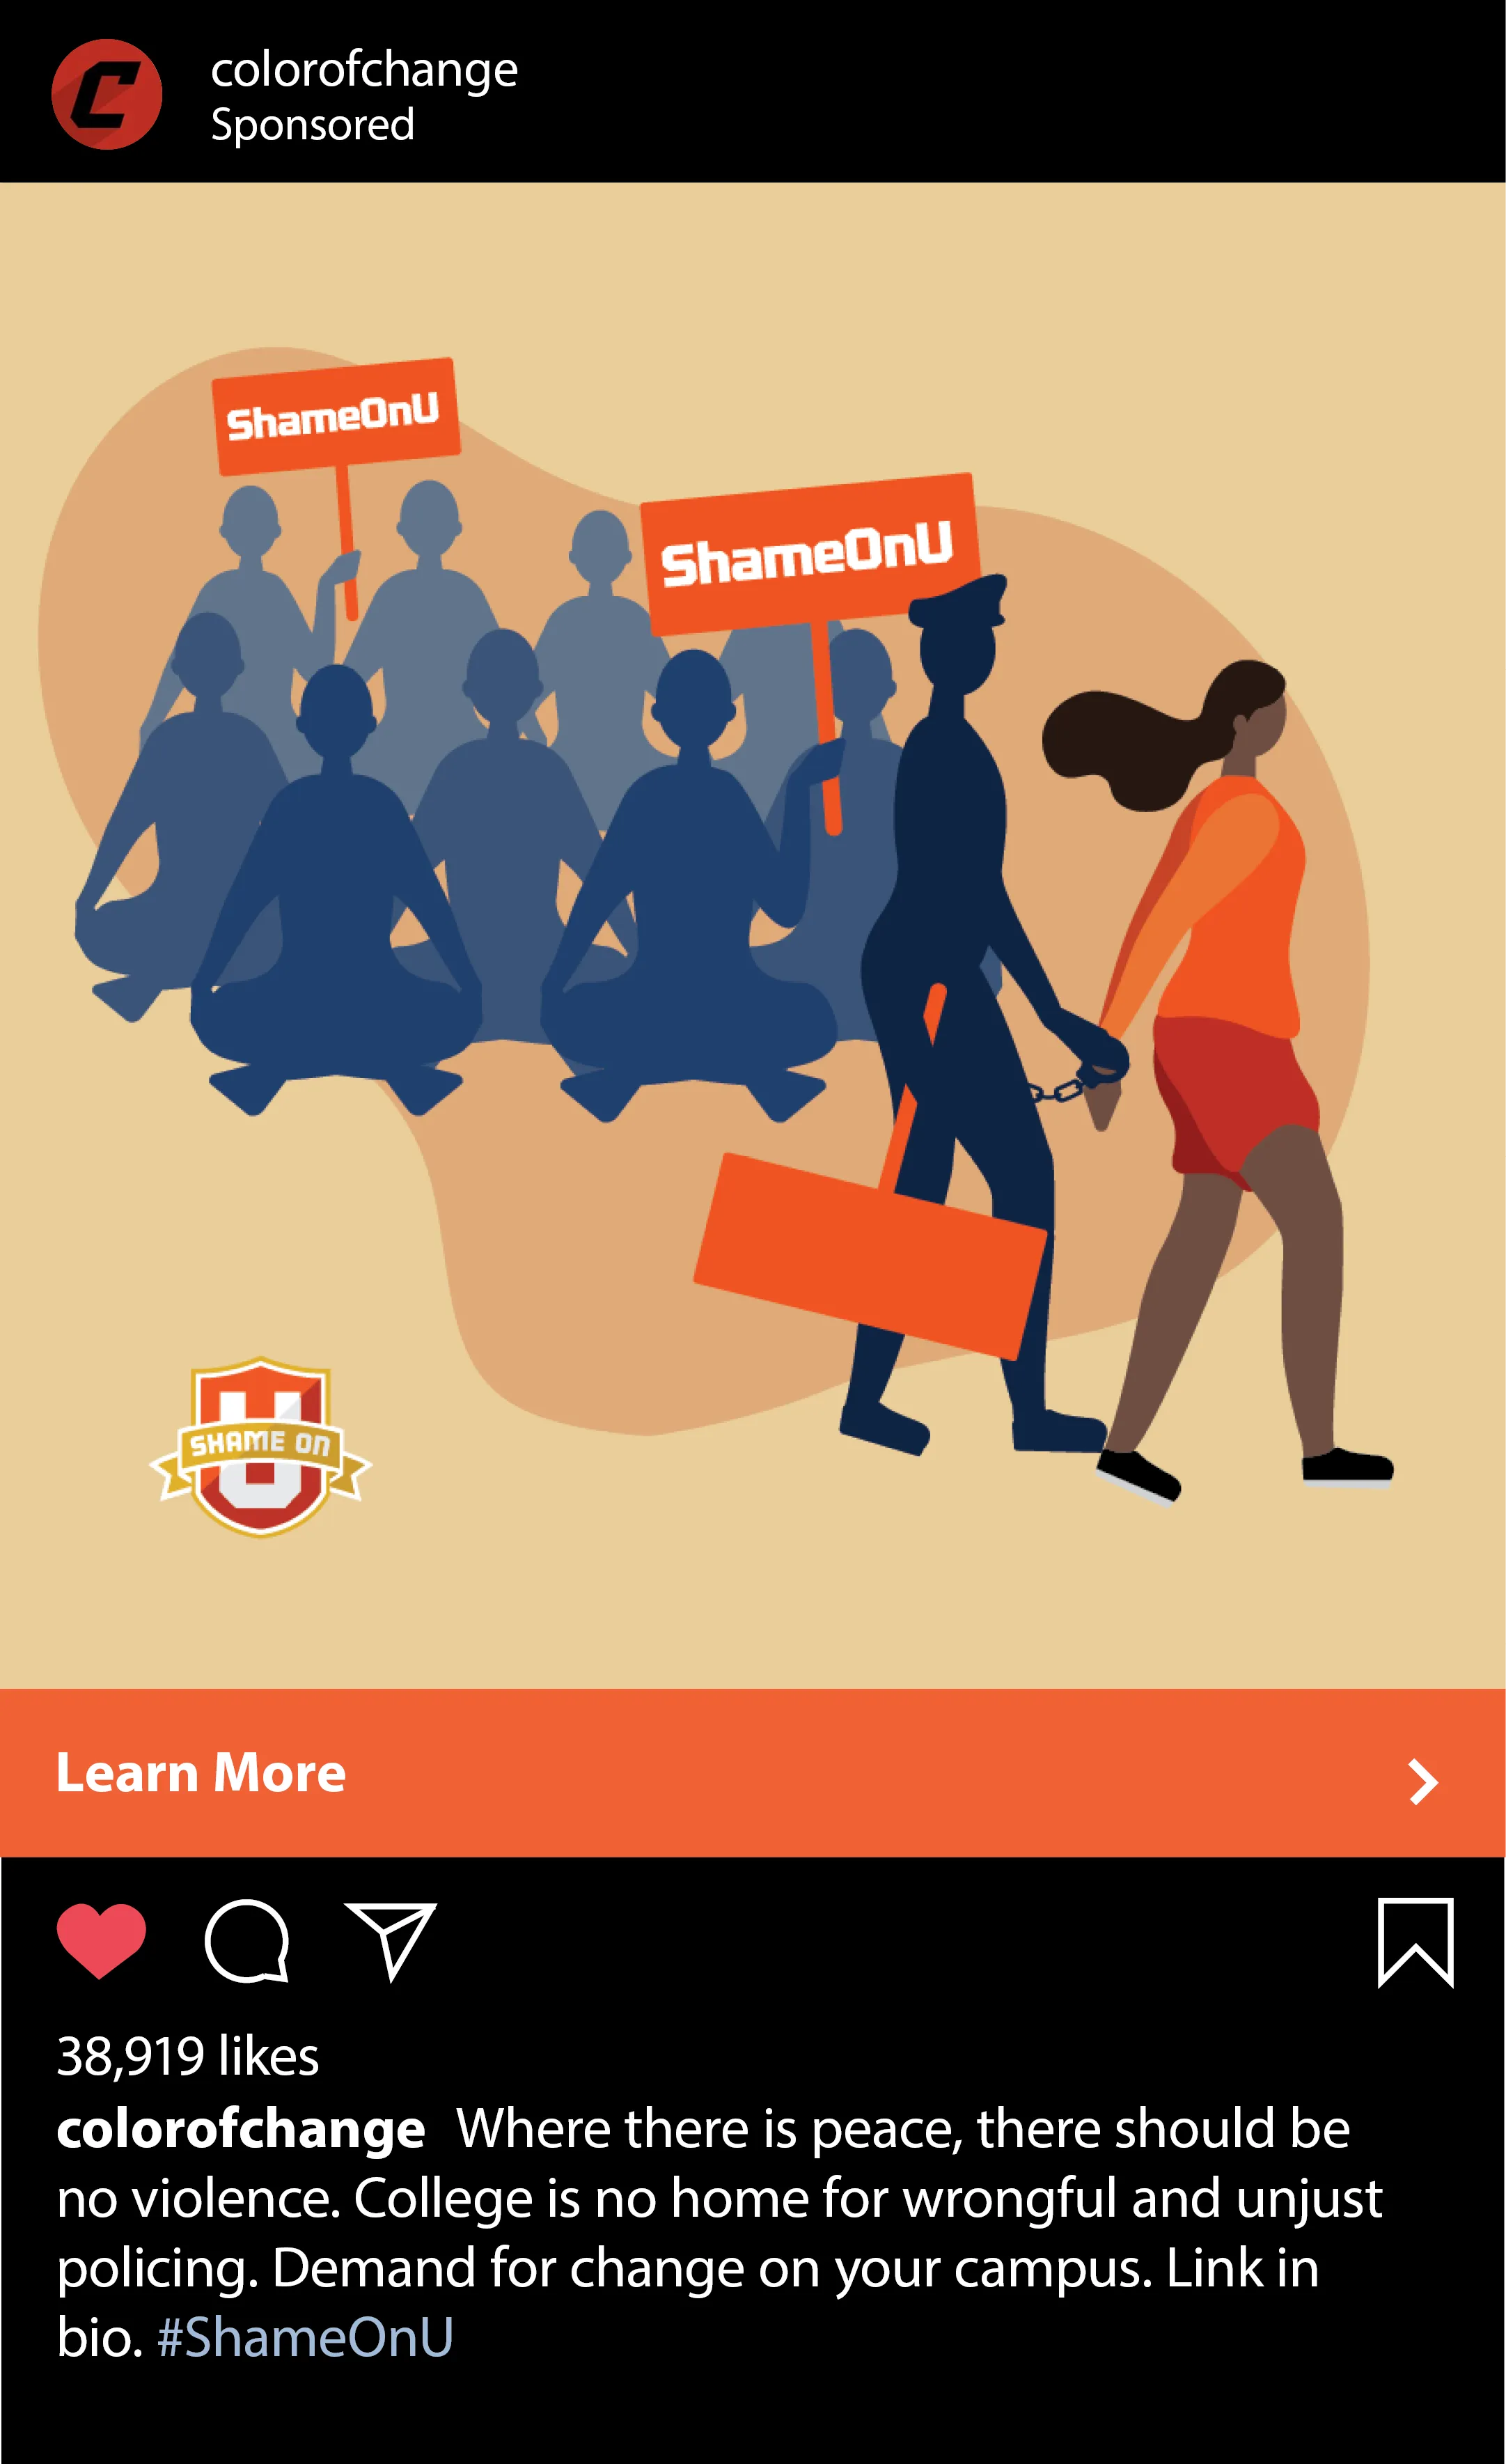 colorofchange
Sponsored
ShameOnU
ShameOnU
U
SHAME ON
Learn More
38,919 likes
colorofchange Where there is peace, there should be
no violence. College is no home for wrongful and unjust
policing. Demand for change on your campus. Link in
bio. #ShameOnU